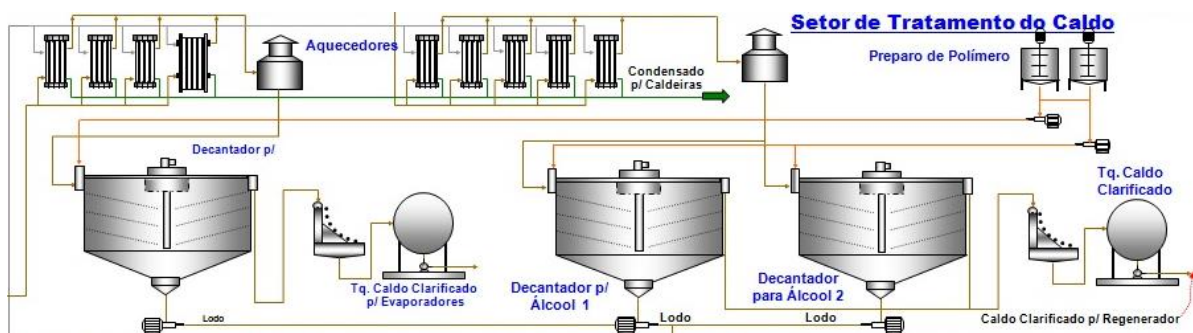 Setor de Tratamento do Caldo
Aquecedores
Preparo de Polímero
Condensado
p/ Caldeiras
Decantador p/
Tq. Caldo
Clarificado
Tq. Caldo Clarificado
p/ Evaporadores
Decantador p/
Álcool 1
Decantador
para Álcool 2
Lodo
Lodo
Lodo
Caldo Clarificado p/ Regenerador